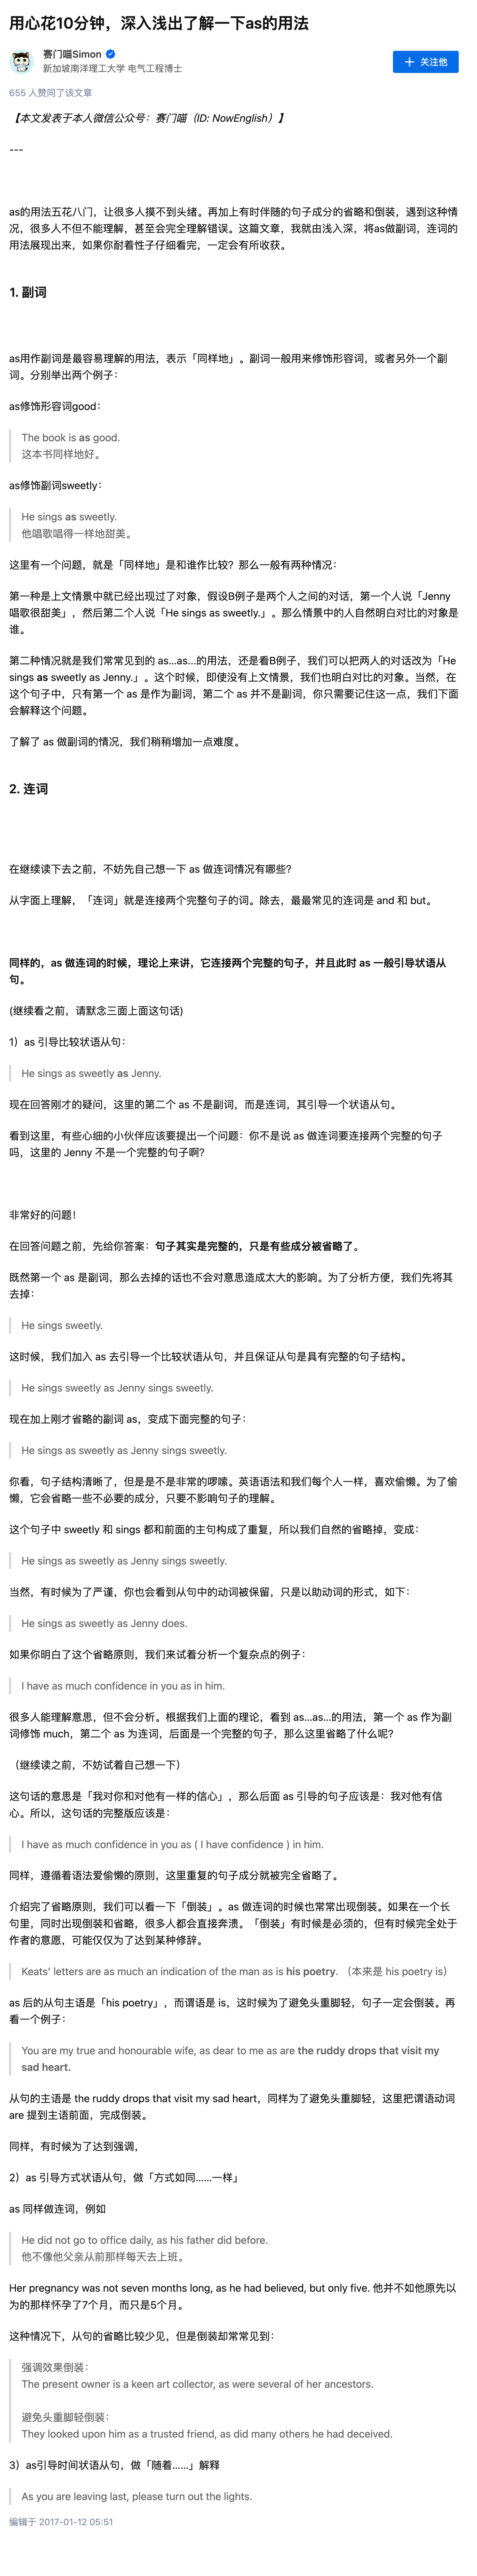 用心花10分钟，深入浅出了解一下as的用法
赛门喵Simon
新加坡南洋理工大学 电气工程博士
关注他
655 人赞同了该文章
【本文发表于本人微信公众号：赛门喵（ID: NowEnglish）】
---
as的用法五花八门，让很多人摸不到头绪。再加上有时伴随的句子成分的省略和倒装，遇到这种情
况，很多人不但不能理解，甚至会完全理解错误。这篇文章，我就由浅入深，将as做副词，连词的
用法展现出来，如果你耐着性子仔细看完，一定会有所收获。
1. 副词
as用作副词是最容易理解的用法，表示「同样地」。副词一般用来修饰形容词，或者另外一个副
词。分别举出两个例子：
as修饰形容词good：
The book is as good.
这本书同样地好。
as修饰副词sweetly：
He sings as sweetly.
他唱歌唱得一样地甜美。
这里有一个问题，就是「同样地」是和谁作比较？那么一般有两种情况：
第一种是上文情景中就已经出现过了对象，假设B例子是两个人之间的对话，第一个人说「Jenny
唱歌很甜美」，然后第二个人说「He sings as sweetly.」。那么情景中的人自然明白对比的对象是
谁。
第二种情况就是我们常常见到的 as...as...的用法，还是看B例子，我们可以把两人的对话改为「He
sings as sweetly as Jenny.」。这个时候，即使没有上文情景，我们也明白对比的对象。当然，在
这个句子中，只有第一个 as 是作为副词，第二个 as 并不是副词，你只需要记住这一点，我们下面
会解释这个问题。
了解了 as 做副词的情况，我们稍稍增加一点难度。
2. 连词
在继续读下去之前，不妨先自己想一下 as 做连词情况有哪些？
从字面上理解，「连词」就是连接两个完整句子的词。除去，最最常见的连词是 and 和 but。
同样的，as 做连词的时候，理论上来讲，它连接两个完整的句子，并且此时 as 一般引导状语从
句。
(继续看之前，请默念三面上面这句话)
1）as 引导比较状语从句：
He sings as sweetly as Jenny.
现在回答刚才的疑问，这里的第二个 as 不是副词，而是连词，其引导一个状语从句。
看到这里，有些心细的小伙伴应该要提出一个问题：你不是说 as 做连词要连接两个完整的句子
吗，这里的 Jenny 不是一个完整的句子啊？
非常好的问题！
在回答问题之前，先给你答案：句子其实是完整的，只是有些成分被省略了。
既然第一个 as 是副词，那么去掉的话也不会对意思造成太大的影响。为了分析方便，我们先将其
去掉：
He sings sweetly.
这时候，我们加入 as 去引导一个比较状语从句，并且保证从句是具有完整的句子结构。
He sings sweetly as Jenny sings sweetly.
现在加上刚才省略的副词 as，变成下面完整的句子：
He sings as sweetly as Jenny sings sweetly.
你看，句子结构清晰了，但是是不是非常的啰嗦。英语语法和我们每个人一样，喜欢偷懒。为了偷
懒，它会省略一些不必要的成分，只要不影响句子的理解。
这个句子中 sweetly 和 sings 都和前面的主句构成了重复，所以我们自然的省略掉，变成：
He sings as sweetly as Jenny sings sweetly.
当然，有时候为了严谨，你也会看到从句中的动词被保留，只是以助动词的形式，如下：
He sings as sweetly as Jenny does.
如果你明白了这个省略原则，我们来试着分析一个复杂点的例子：
I have as much confidence in you as in him.
很多人能理解意思，但不会分析。根据我们上面的理论，看到 as...as...的用法，第一个 as 作为副
词修饰 much，第二个 as 为连词，后面是一个完整的句子，那么这里省略了什么呢？
（继续读之前，不妨试着自己想一下）
这句话的意思是「我对你和对他有一样的信心」，那么后面 as 引导的句子应该是：我对他有信
心。所以，这句话的完整版应该是：
I have as much confidence in you as ( I have confidence ) in him.
同样，遵循着语法爱偷懒的原则，这里重复的句子成分就被完全省略了。
介绍完了省略原则，我们可以看一下「倒装」。as 做连词的时候也常常出现倒装。如果在一个长
句里，同时出现倒装和省略，很多人都会直接奔溃。「倒装」有时候是必须的，但有时候完全处于
作者的意愿，可能仅仅为了达到某种修辞。
Keats’ letters are as much an indication of the man as is his poetry. （本来是 his poetry is）
as 后的从句主语是「his poetry」，而谓语是 is，这时候为了避免头重脚轻，句子一定会倒装。再
看一个例子：
You are my true and honourable wife, as dear to me as are the ruddy drops that visit my
sad heart.
从句的主语是 the ruddy drops that visit my sad heart，同样为了避免头重脚轻，这里把谓语动词
are 提到主语前面，完成倒装。
同样，有时候为了达到强调，
2）as 引导方式状语从句，做「方式如同……一样」
as 同样做连词，例如
He did not go to office daily, as his father did before.
他不像他父亲从前那样每天去上班。
Her pregnancy was not seven months long, as he had believed, but only five. 他并不如他原先以
为的那样怀孕了7个月，而只是5个月。
这种情况下，从句的省略比较少见，但是倒装却常常见到：
强调效果倒装：
The present owner is a keen art collector, as were several of her ancestors.
避免头重脚轻倒装：
They looked upon him as a trusted friend, as did many others he had deceived.
3）as引导时间状语从句，做「随着……」解释
As you are leaving last, please turn out the lights.
编辑于 2017-01-12 05:51